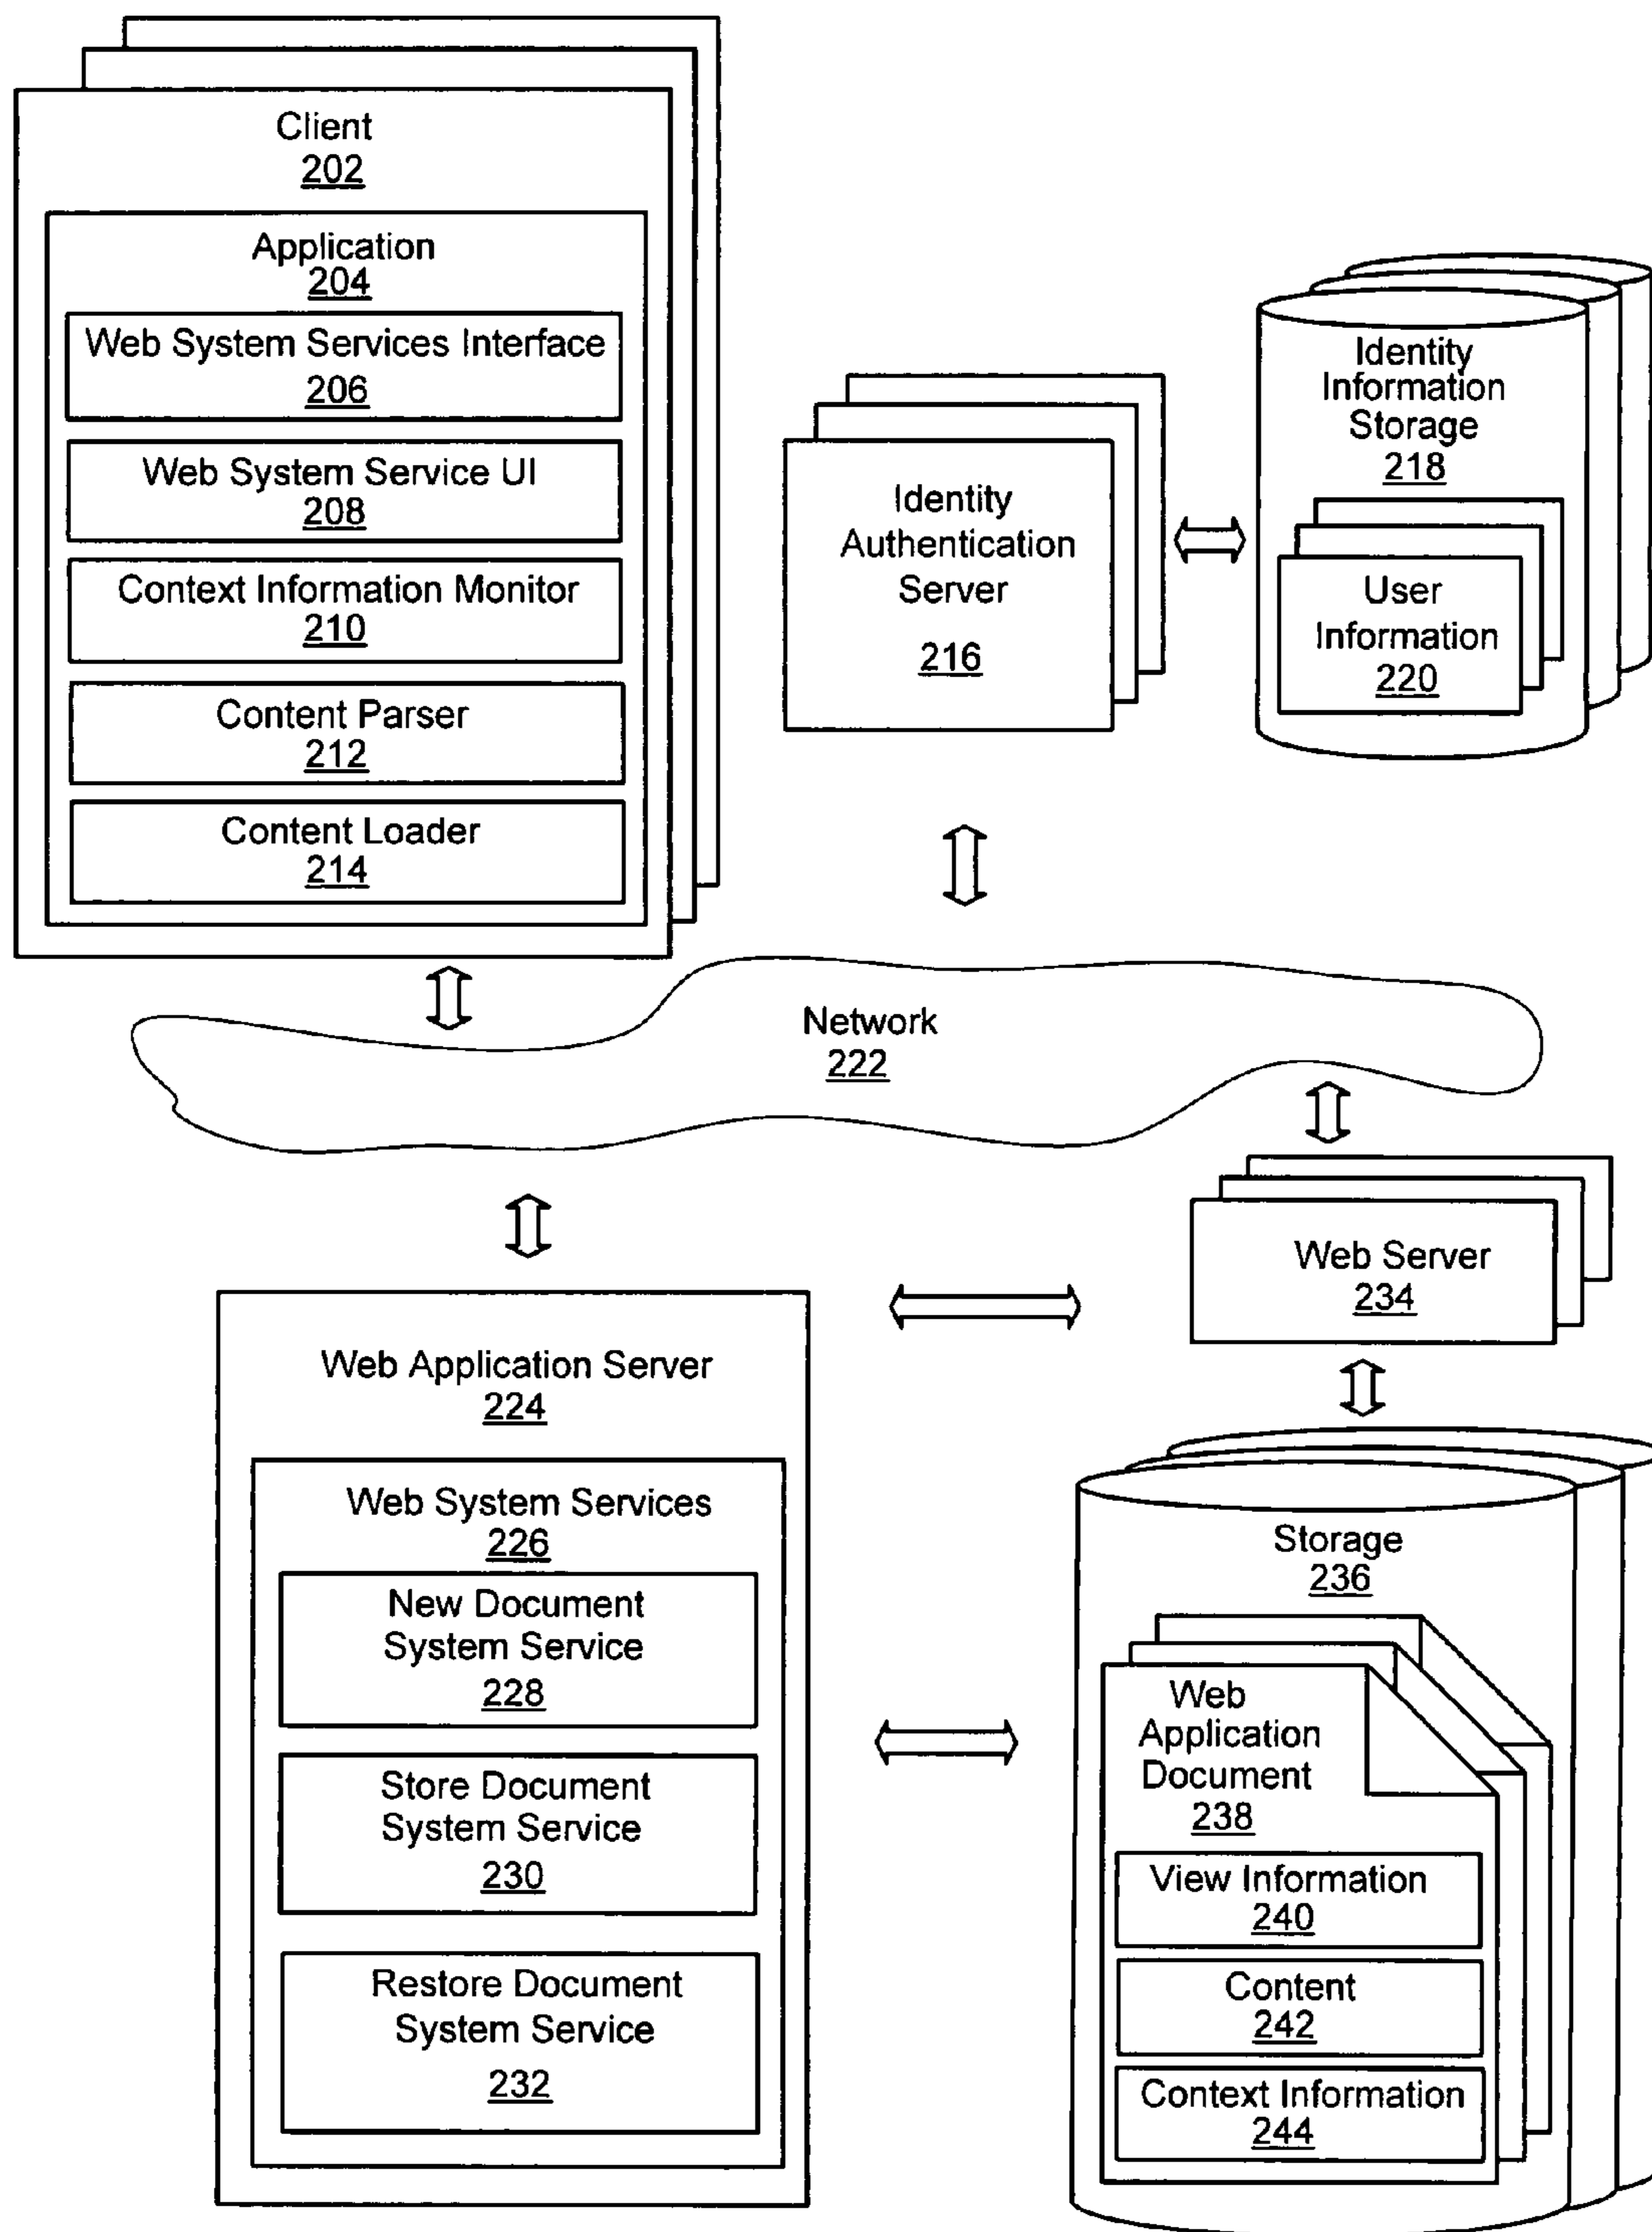 Client
202
Application
204
Web System Services Interface
206
Web System Service UI
208
Context Information Monitor
210
Content Parser
212
Content Loader
214
Identity
Authentication
Server
216
Identity
Information
Storage
218
User
Information
220
Network
222
Web Application Server
224
Web System Services
226
New Document
System Service
228
Store Document
System Service
230
Restore Document
System Service
232
Web Server
234
Storage
236
Web
Application
Document
238
View Information
240
Content
242
Context Information
244